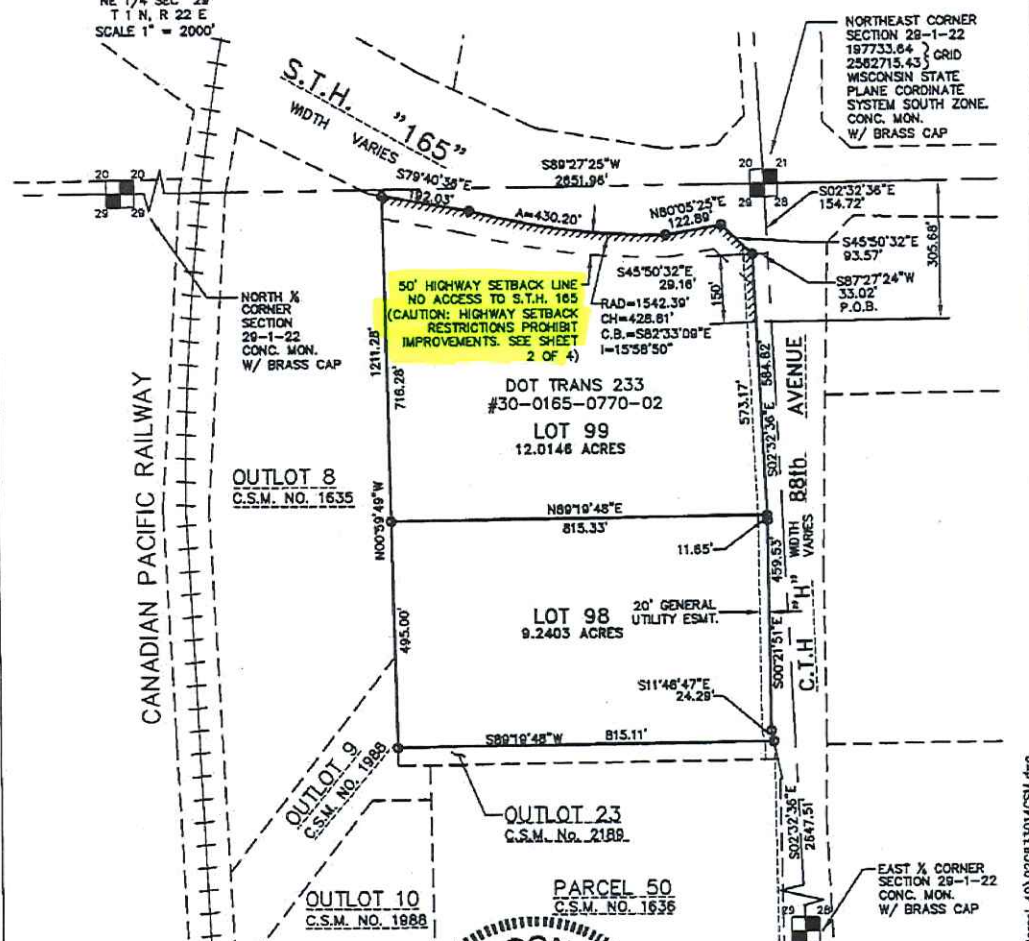 NE 1/4 SEC 29
T 1 N, R 22 E
SCALE 1" = 2000'
NORTHEAST CORNER
SECTION 29-1-22
197733.64
2562715.43
GRID
WISCONSIN STATE
PLANE CORDINATE
SYSTEM SOUTH ZONE.
CONC. MON.
W/ BRASS CAP
S.T.H. "165"
WIDTH VARIES
S89°27'25"W
2651.96'
20 20
29 29
20 21
29 28
S79°40'36"E
192.03'
A=430.20'
N80°05'25"E
122.89'
S02°32'36"E
154.72'
S45°50'32"E
93.57'
305.68'
S87°27'24"W
33.02'
P.O.B.
S45°50'32"E
29.16'
150'
50' HIGHWAY SETBACK LINE
NO ACCESS TO S.T.H. 165
(CAUTION: HIGHWAY SETBACK
RESTRICTIONS PROHIBIT
IMPROVEMENTS. SEE SHEET
2 OF 4)
RAD=1542.39'
CH=428.81'
C.B.=S82°33'09"E
I=15°58'50"
NORTH ¼
CORNER
SECTION
29-1-22
CONC. MON.
W/ BRASS CAP
1211.28'
716.28'
DOT TRANS 233
#30-0165-0770-02
LOT 99
12.0146 ACRES
573.17'
584.82'
S02°32'36"E
CANADIAN PACIFIC RAILWAY
OUTLOT 8
C.S.M. NO. 1635
N00°59'49"W
N89°19'48"E
815.33'
11.65'
C.T.H "H" 88th AVENUE
WIDTH
VARIES
459.53'
S00°21'51"E
LOT 98
9.2403 ACRES
20' GENERAL
UTILITY ESMT.
495.00'
S11°46'47"E
24.29'
S89°19'48"W 815.11'
OUTLOT 9
C.S.M. NO. 1988
OUTLOT 23
C.S.M. No. 2189
S02°32'36"E
2647.51'
OUTLOT 10
C.S.M. NO. 1988
PARCEL 50
C.S.M. NO. 1636
EAST ¼ CORNER
SECTION 29-1-22
CONC. MON.
W/ BRASS CAP
29 28